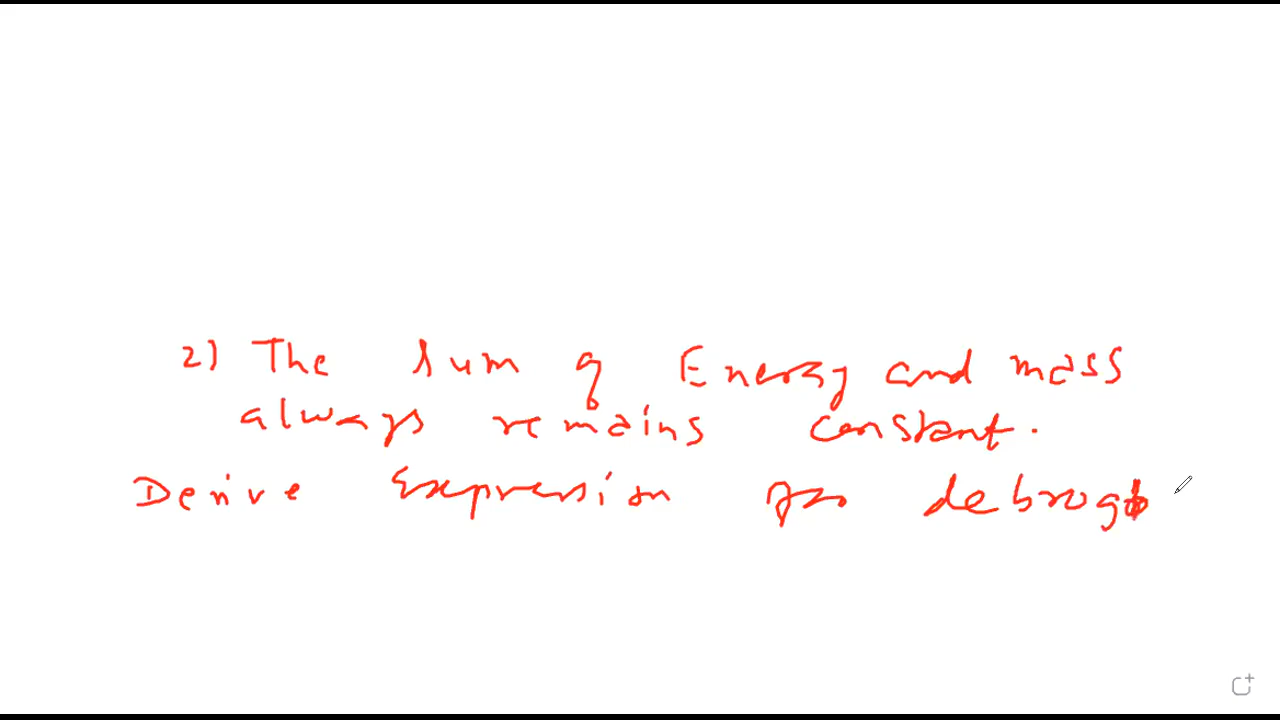 2) The sum of Energy and mass
always remains constant.
Derive Expression for debrog